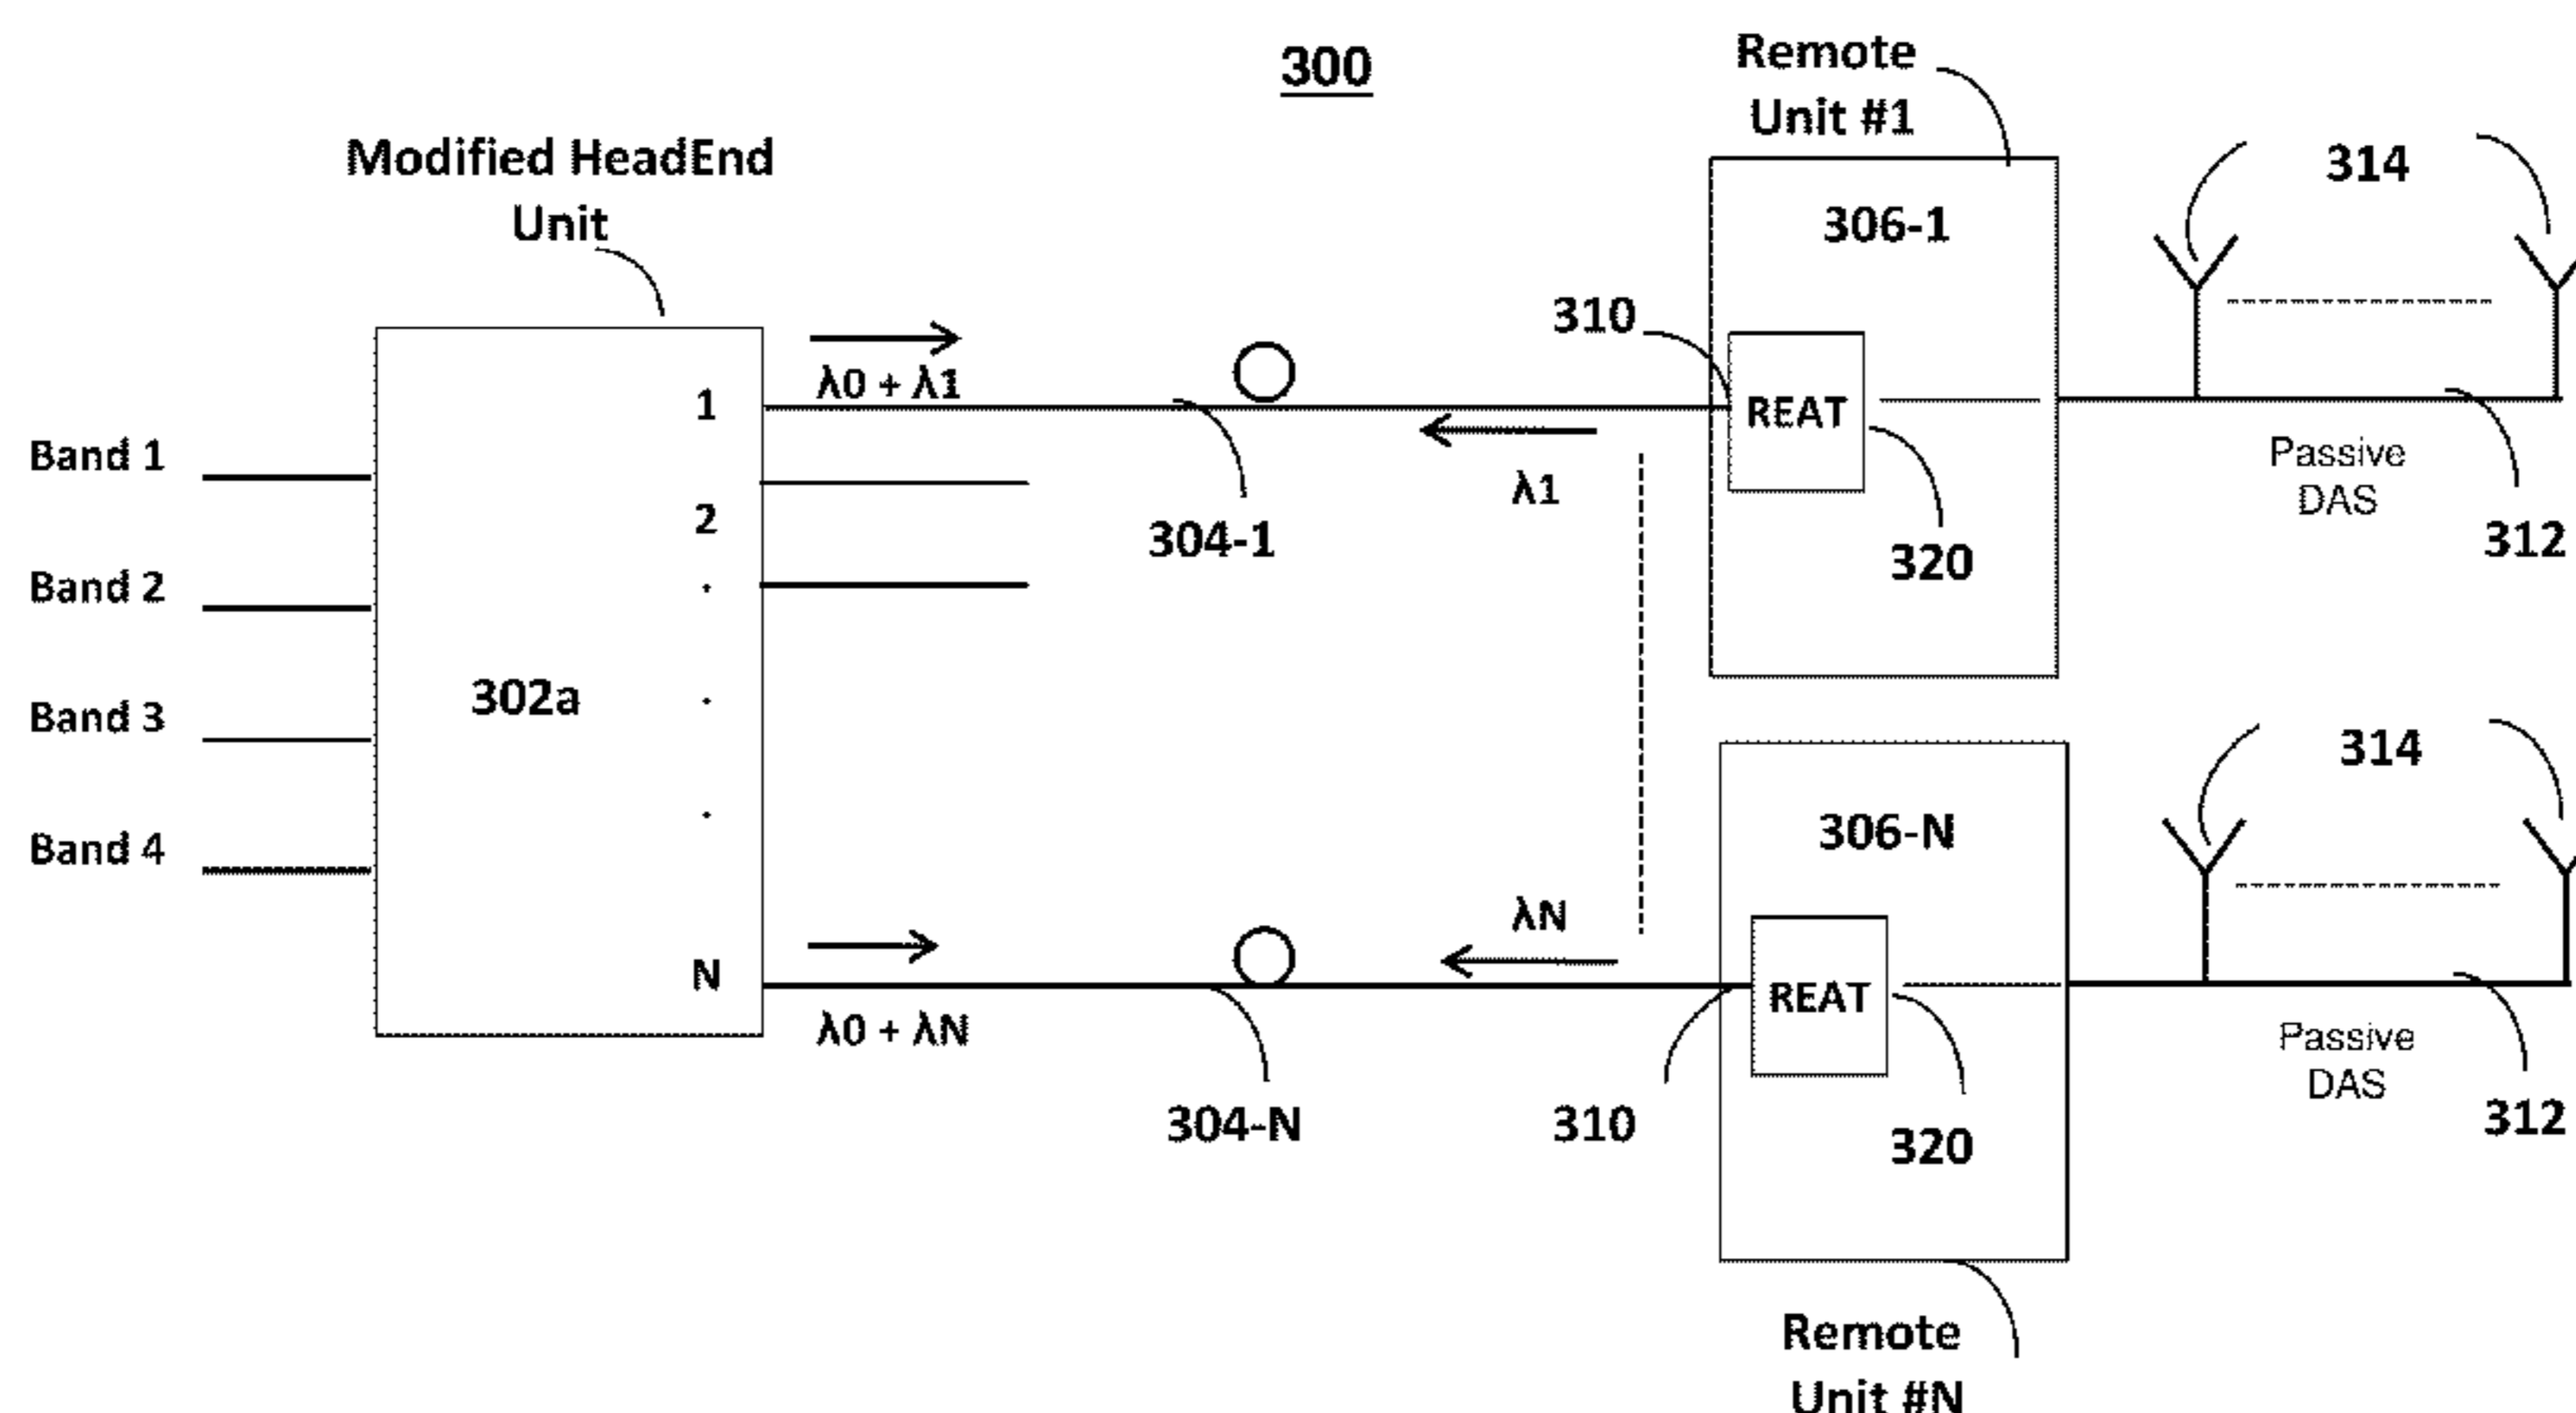 300
Remote
Unit #1
Modified HeadEnd
Unit
314
306-1
310
λ0 + λ1
1
REAT
Band 1
λ1
Passive
DAS
2
304-1
312
320
Band 2
302a
Band 3
314
306-N
Band 4
λN
N
REAT
λ0 + λN
Passive
DAS
304-N
310
320
312
Remote
Unit #N